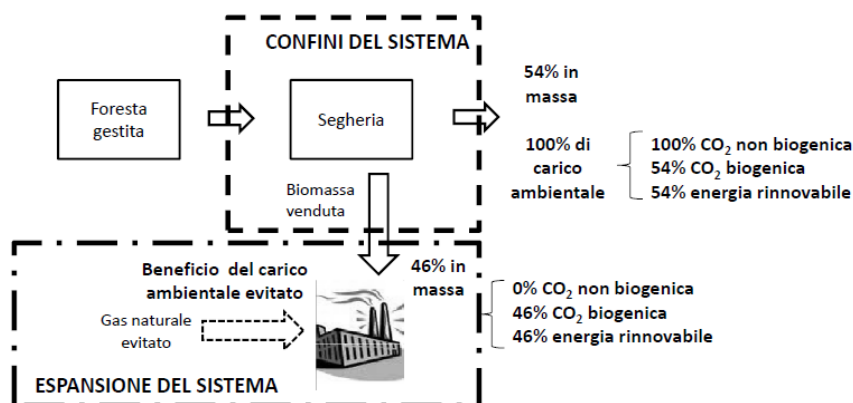 CONFINI DEL SISTEMA
Foresta
gestita
Segheria
54% in
massa
100% di
carico
ambientale
100% CO₂ non biogenica
54% CO₂ biogenica
54% energia rinnovabile
Biomassa
venduta
Beneficio del carico
ambientale evitato
46% in
massa
Gas naturale
evitato
0% CO₂ non biogenica
46% CO₂ biogenica
46% energia rinnovabile
ESPANSIONE DEL SISTEMA